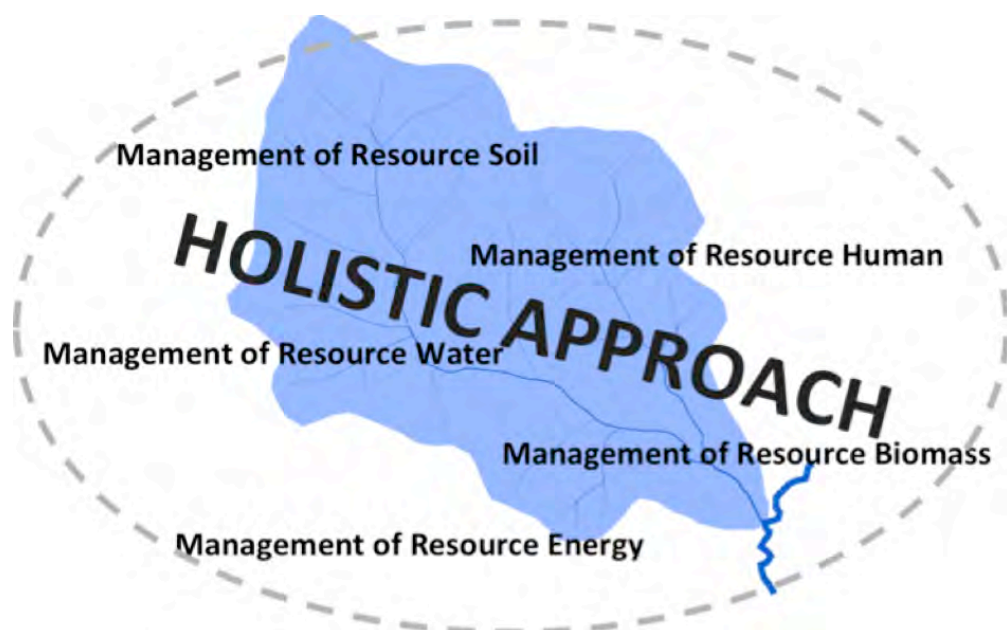 Management of Resource Soil
Management of Resource Human
HOLISTIC APPROACH
Management of Resource Water
Management of Resource Biomass
Management of Resource Energy